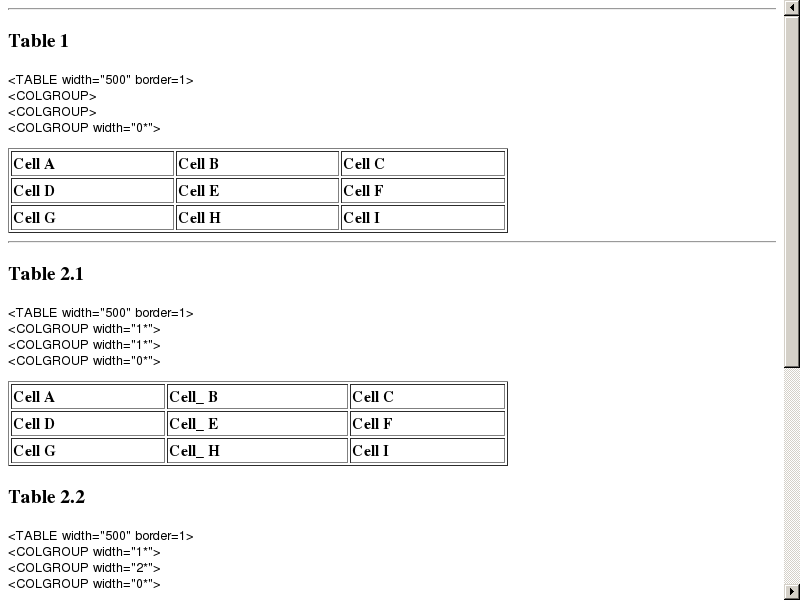 Table 1
<TABLE width="500" border=1>
<COLGROUP>
<COLGROUP>
<COLGROUP width="0*">
Cell A Cell B Cell C
Cell D Cell E Cell F
Cell G Cell H Cell I
Table 2.1
<TABLE width="500" border=1>
<COLGROUP width="1*">
<COLGROUP width="1*">
<COLGROUP width="0*">
Cell A Cell_ B Cell C
Cell D Cell_ E Cell F
Cell G Cell_ H Cell I
Table 2.2
<TABLE width="500" border=1>
<COLGROUP width="1*">
<COLGROUP width="2*">
<COLGROUP width="0*">